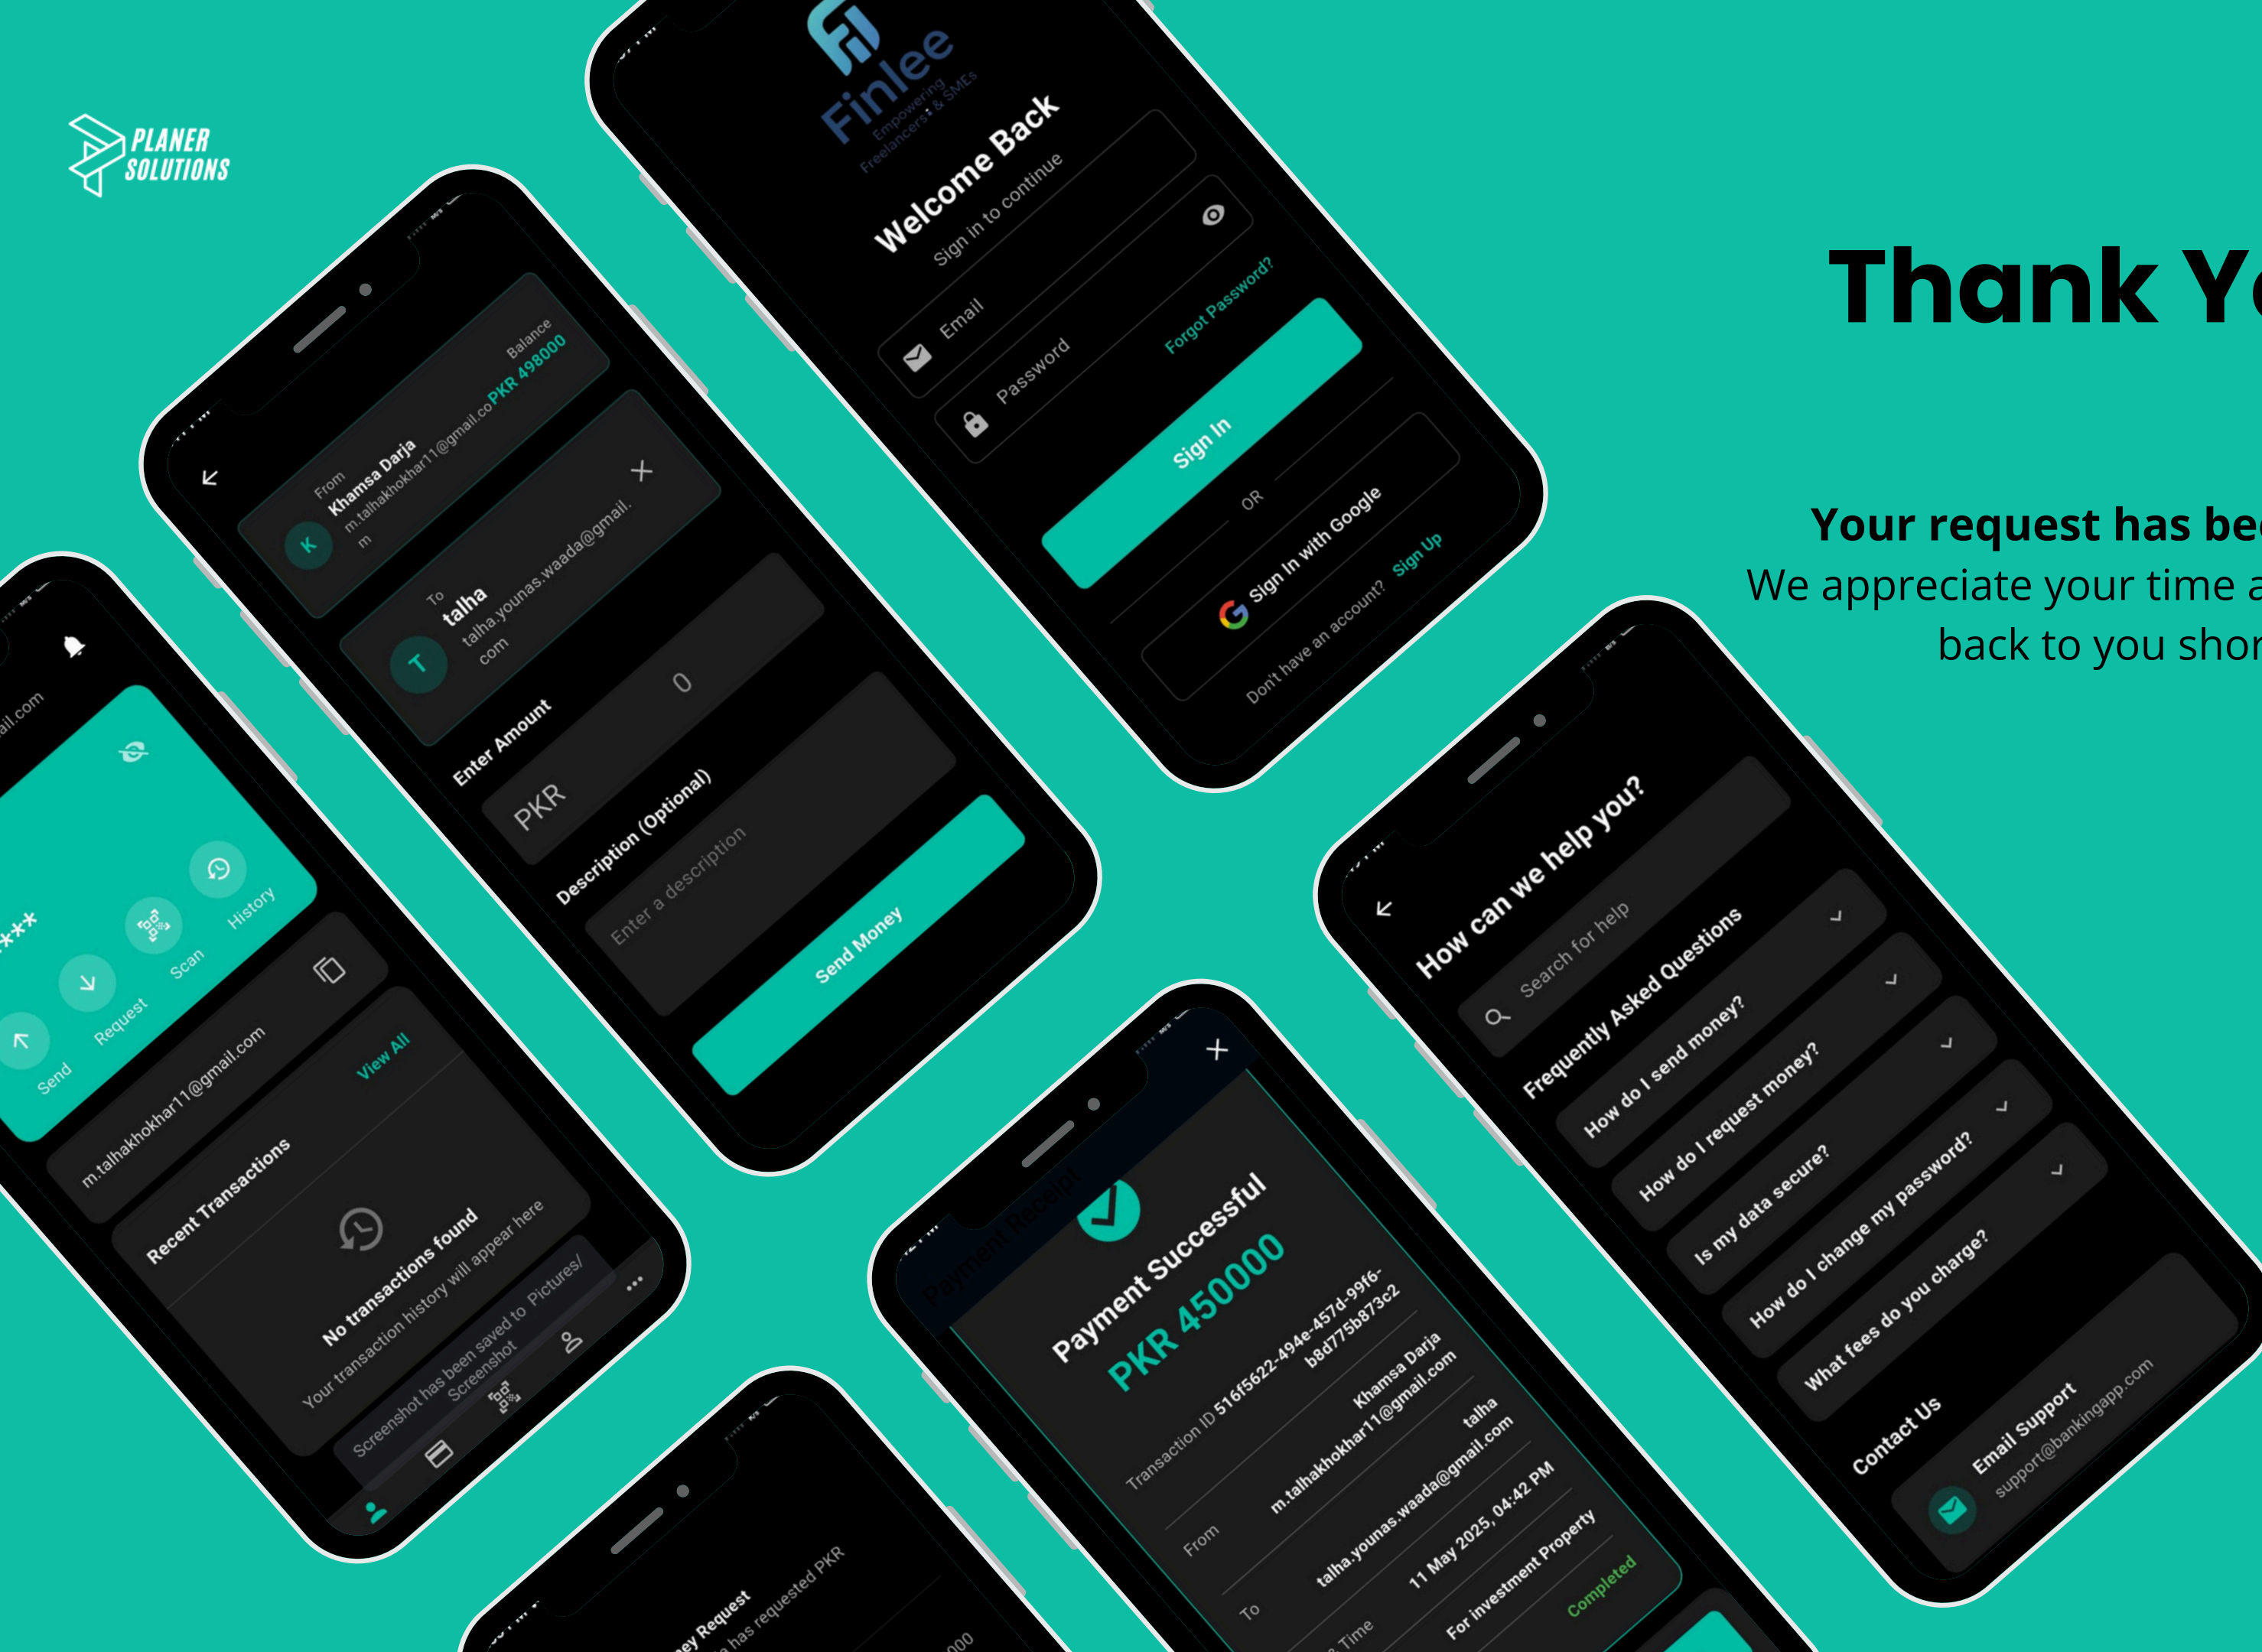 PLANER
SOLUTIONS
Finlee
Empowering
Freelancers & SMEs
Welcome Back
Sign in to continue
Email
Password
Forgot Password?
Sign In
OR
Sign In with Google
Don't have an account? Sign Up
Thank Yo
Your request has bee
We appreciate your time a
back to you shor
From
Khamsa Darja
m.talhakhokhar11@gmail.co
m
Balance
PKR 498000
K
To
talha
talha.younas.waada@gmail.
com
T
Enter Amount
PKR
0
Description (Optional)
Enter a description
Send Money
ail.com
***
Send
Request
Scan
History
m.talhakhokhar11@gmail.com
Recent Transactions
View All
No transactions found
Your transaction history will appear here
Screenshot has been saved to Pictures/
Screenshot
How can we help you?
Search for help
Frequently Asked Questions
How do I send money?
How do I request money?
Is my data secure?
How do I change my password?
What fees do you charge?
Contact Us
Email Support
support@bankingapp.com
Payment Receipt
Payment Successful
PKR 450000
Transaction ID 516f5622-494e-457d-99f6-
b8d775b873c2
From
Khamsa Darja
m.talhakhokhar11@gmail.com
To
talha
talha.younas.waada@gmail.com
& Time
11 May 2025, 04:42 PM
For investment Property
Completed
ney Request
has requested PKR
000